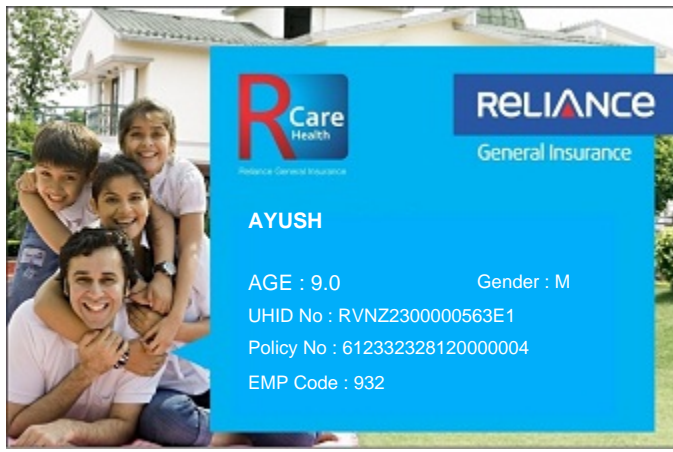 R Care
Health
Reliance General Insurance
RELIANCE
General Insurance
AYUSH
AGE : 9.0 Gender : M
UHID No : RVNZ2300000563E1
Policy No : 612332328120000004
EMP Code : 932